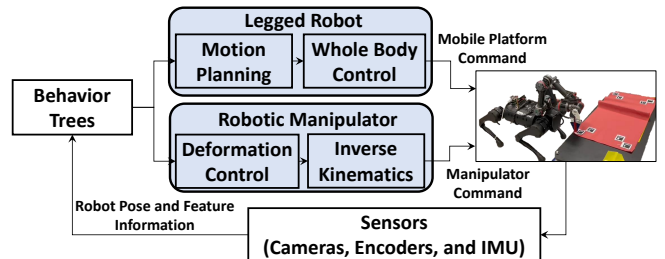 Legged Robot
Motion
Planning
Whole Body
Control
Mobile Platform
Command
Behavior
Trees
Robotic Manipulator
Deformation
Control
Inverse
Kinematics
Manipulator
Command
Robot Pose and Feature
Information
Sensors
(Cameras, Encoders, and IMU)